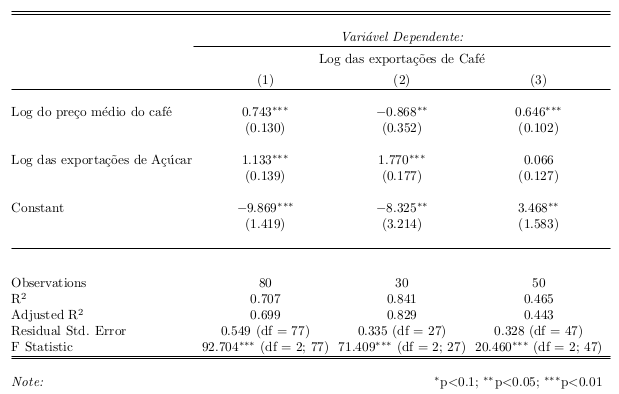 Variável Dependente:
Log das exportações de Café
(1) (2) (3)
Log do preço médio do café 0.743*** −0.868** 0.646***
(0.130) (0.352) (0.102)
Log das exportações de Açúcar 1.133*** 1.770*** 0.066
(0.139) (0.177) (0.127)
Constant −9.869*** −8.325** 3.468**
(1.419) (3.214) (1.583)
Observations 80 30 50
R² 0.707 0.841 0.465
Adjusted R² 0.699 0.829 0.443
Residual Std. Error 0.549 (df = 77) 0.335 (df = 27) 0.328 (df = 47)
F Statistic 92.704*** (df = 2; 77) 71.409*** (df = 2; 27) 20.460*** (df = 2; 47)
Note: *p<0.1; **p<0.05; ***p<0.01